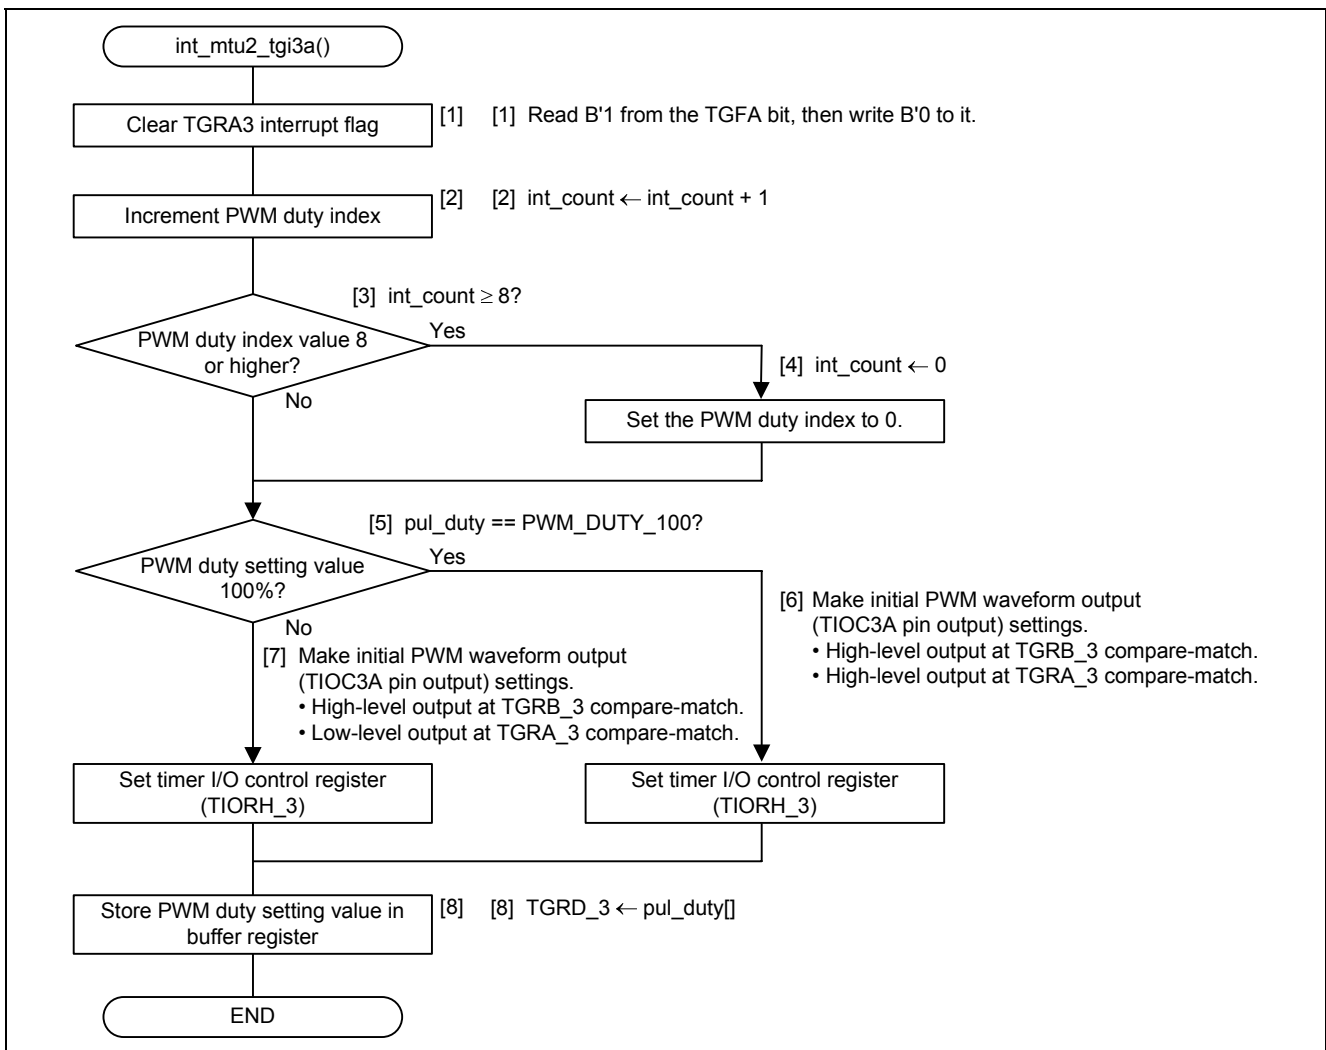 int_mtu2_tgi3a()
Clear TGRA3 interrupt flag
[1] [1] Read B'1 from the TGFA bit, then write B'0 to it.
Increment PWM duty index
[2] [2] int_count ← int_count + 1
[3] int_count ≥ 8?
PWM duty index value 8
or higher?
Yes
No
[4] int_count ← 0
Set the PWM duty index to 0.
[5] pul_duty == PWM_DUTY_100?
PWM duty setting value
100%?
Yes
No
[6] Make initial PWM waveform output
(TIOC3A pin output) settings.
• High-level output at TGRB_3 compare-match.
• High-level output at TGRA_3 compare-match.
[7] Make initial PWM waveform output
(TIOC3A pin output) settings.
• High-level output at TGRB_3 compare-match.
• Low-level output at TGRA_3 compare-match.
Set timer I/O control register
(TIORH_3)
Set timer I/O control register
(TIORH_3)
Store PWM duty setting value in
buffer register
[8] [8] TGRD_3 ← pul_duty[]
END